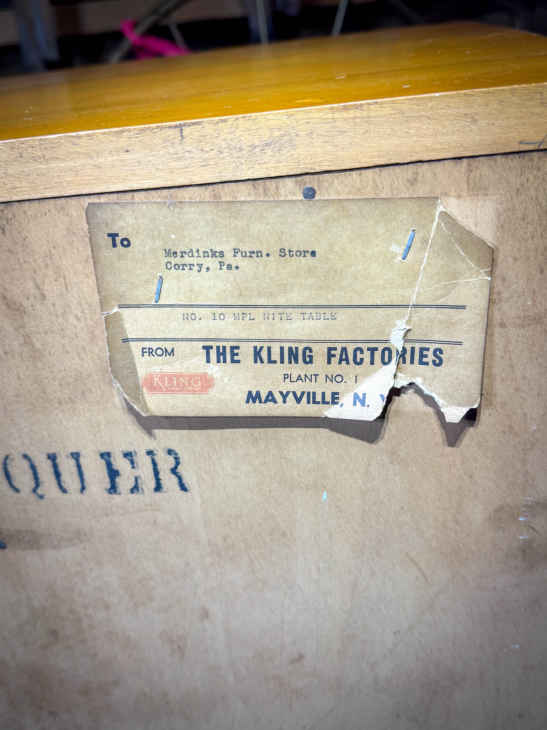 To
Merdinks Furn. Store
Corry, Pa.
NO. 10 MPL NITE TABLE
FROM
THE KLING FACTORIES
KLING
PLANT NO. 1
MAYVILLE, N. Y
QUER